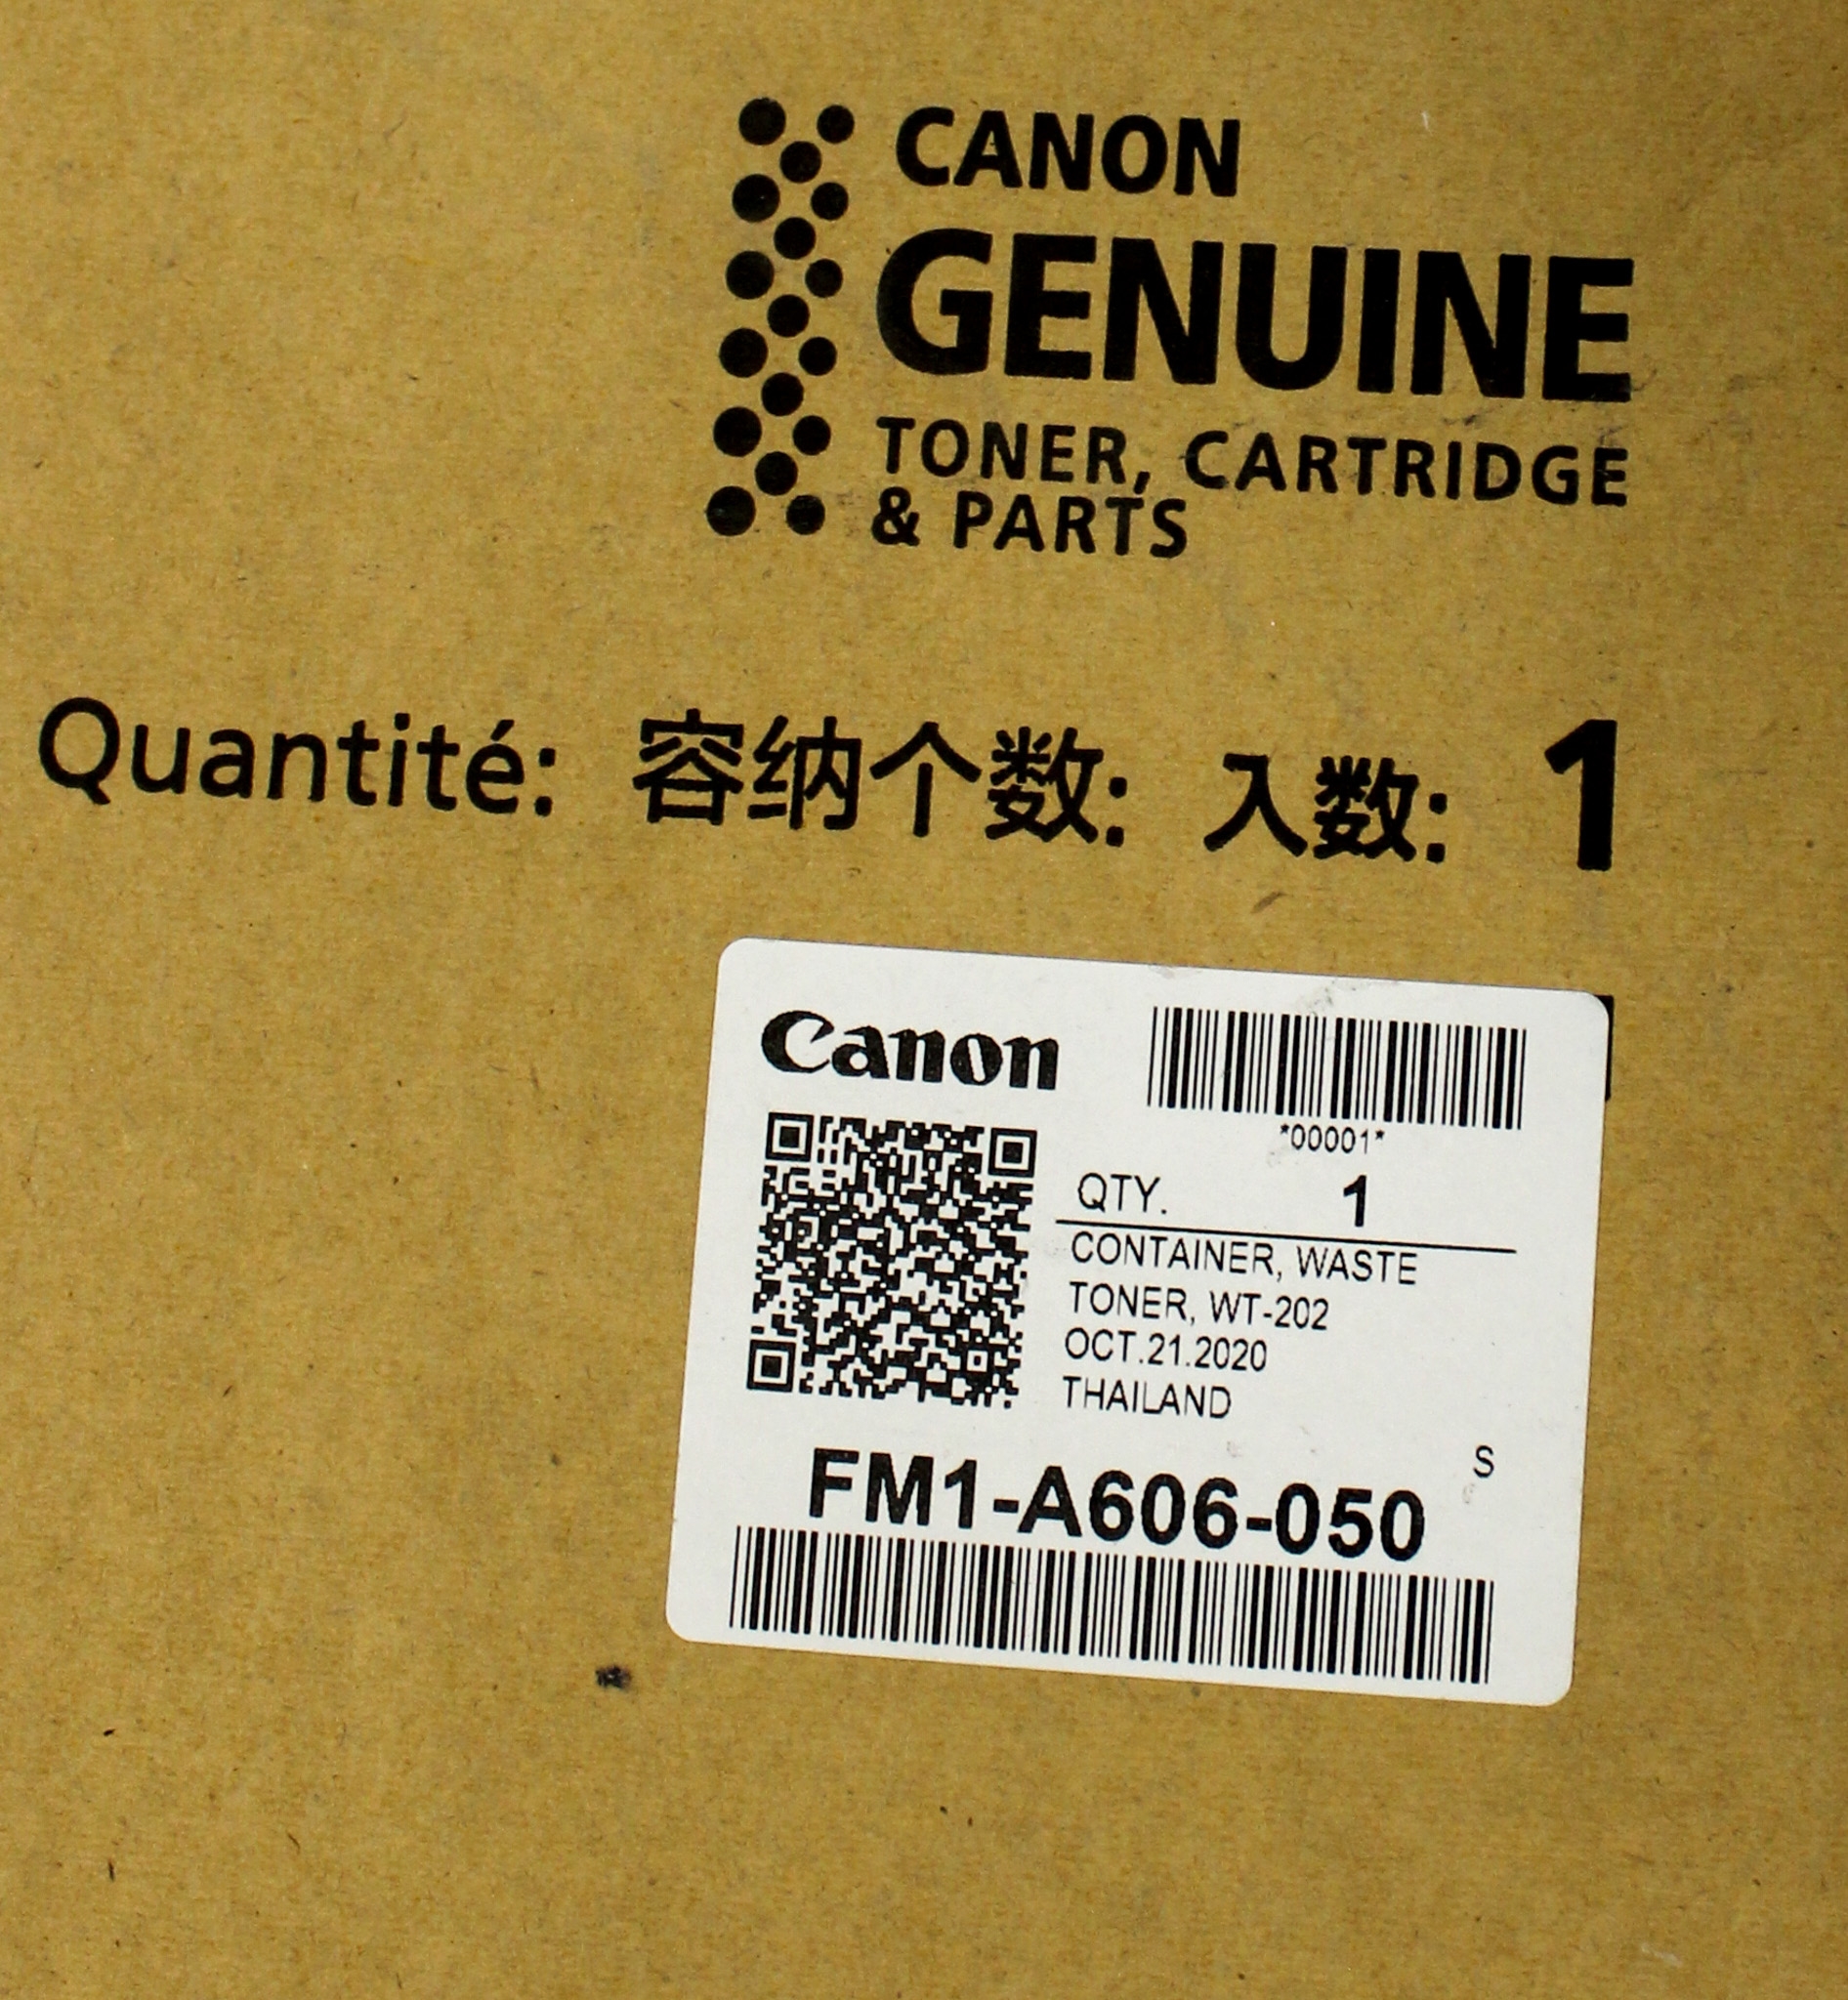 CANON
GENUINE
TONER, CARTRIDGE
& PARTS
Quantité: 容纳个数: 入数: 1
Canon
*00001*
QTY. 1
CONTAINER, WASTE
TONER, WT-202
OCT.21.2020
THAILAND
S
FM1-A606-050